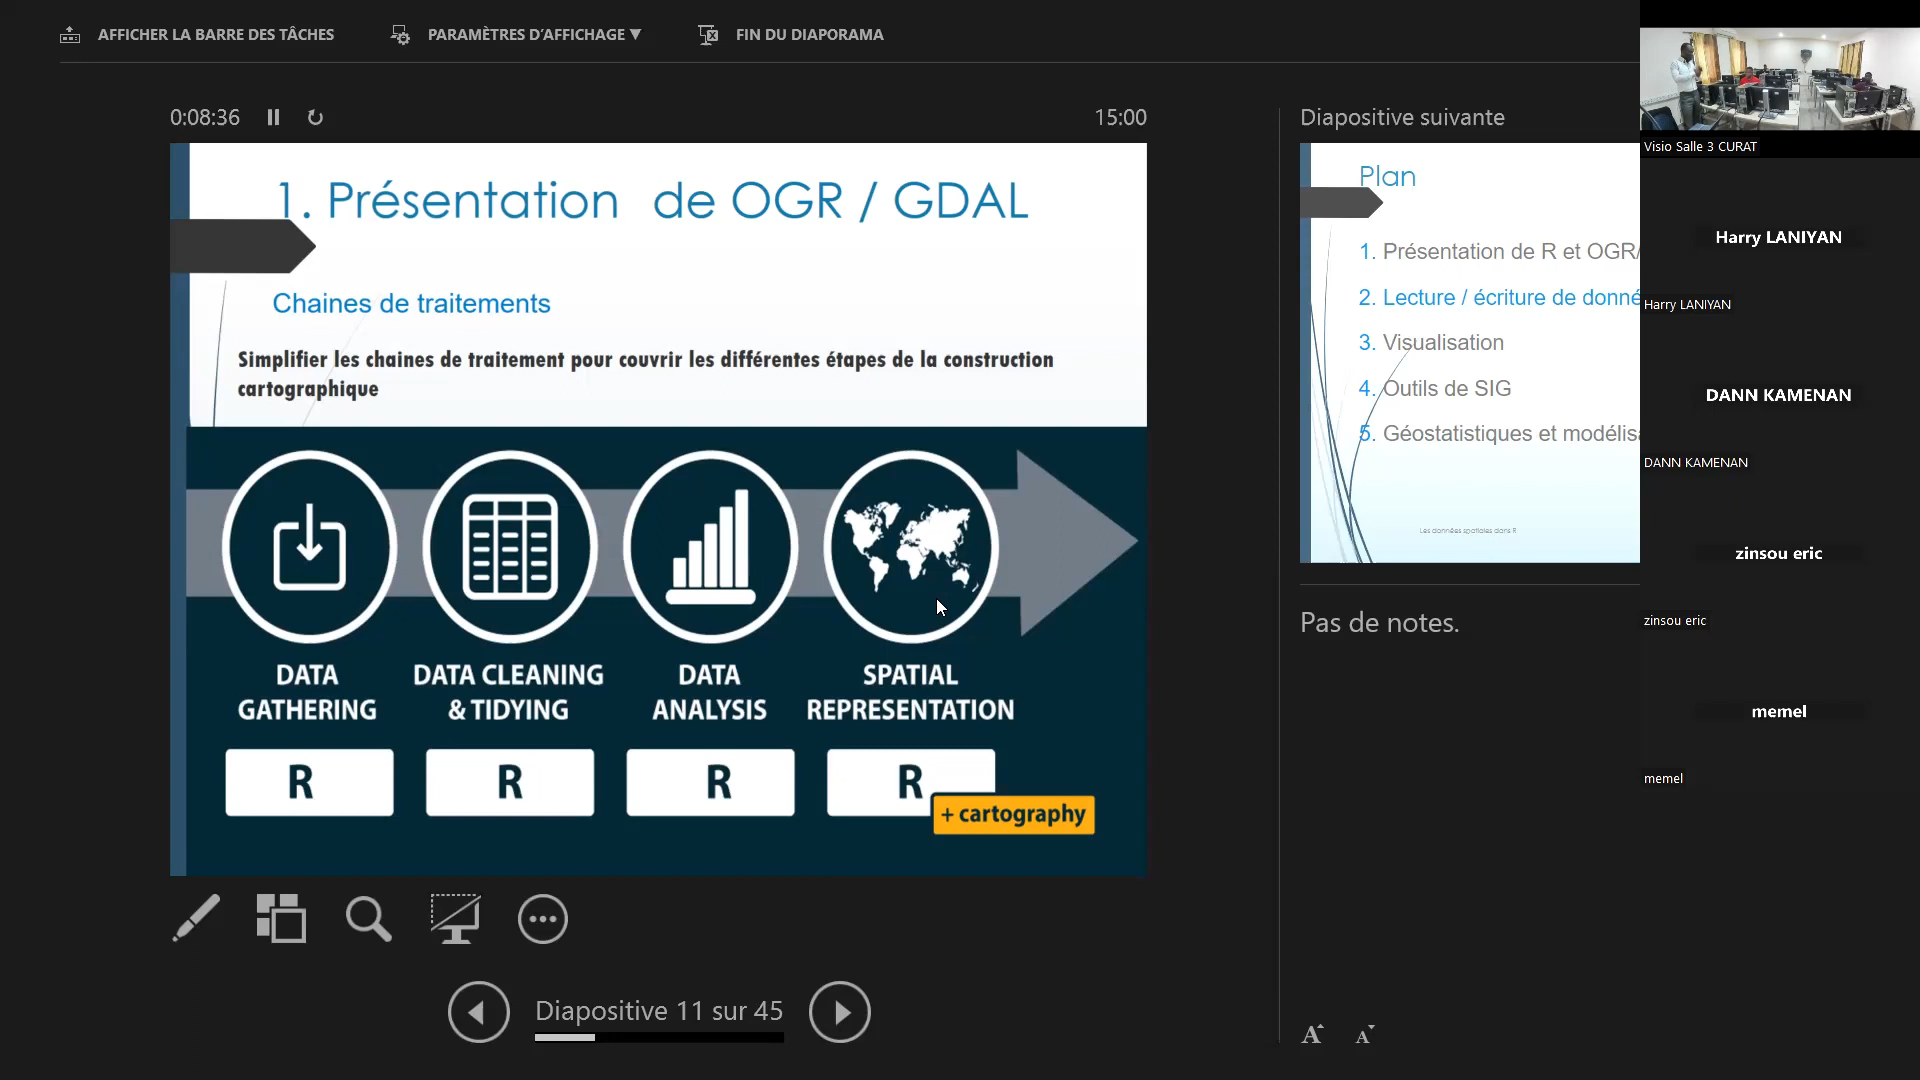 AFFICHER LA BARRE DES TÂCHES
PARAMÈTRES D'AFFICHAGE ▼
FIN DU DIAPORAMA
0:08:36
15:00
1. Présentation de OGR / GDAL
Chaines de traitements
Simplifier les chaines de traitement pour couvrir les différentes étapes de la construction
cartographique
DATA
GATHERING
DATA CLEANING
& TIDYING
DATA
ANALYSIS
SPATIAL
REPRESENTATION
R
R
R
R
+ cartography
Diapositive 11 sur 45
Diapositive suivante
Plan
1. Présentation de R et OGR/
2. Lecture / écriture de donné
3. Visualisation
4. Outils de SIG
5. Géostatistiques et modélis
Les données spatiales dans R
Pas de notes.
A
A
Visio Salle 3 CURAT
Harry LANIYAN
Harry LANIYAN
DANN KAMENAN
DANN KAMENAN
zinsou eric
zinsou eric
memel
memel